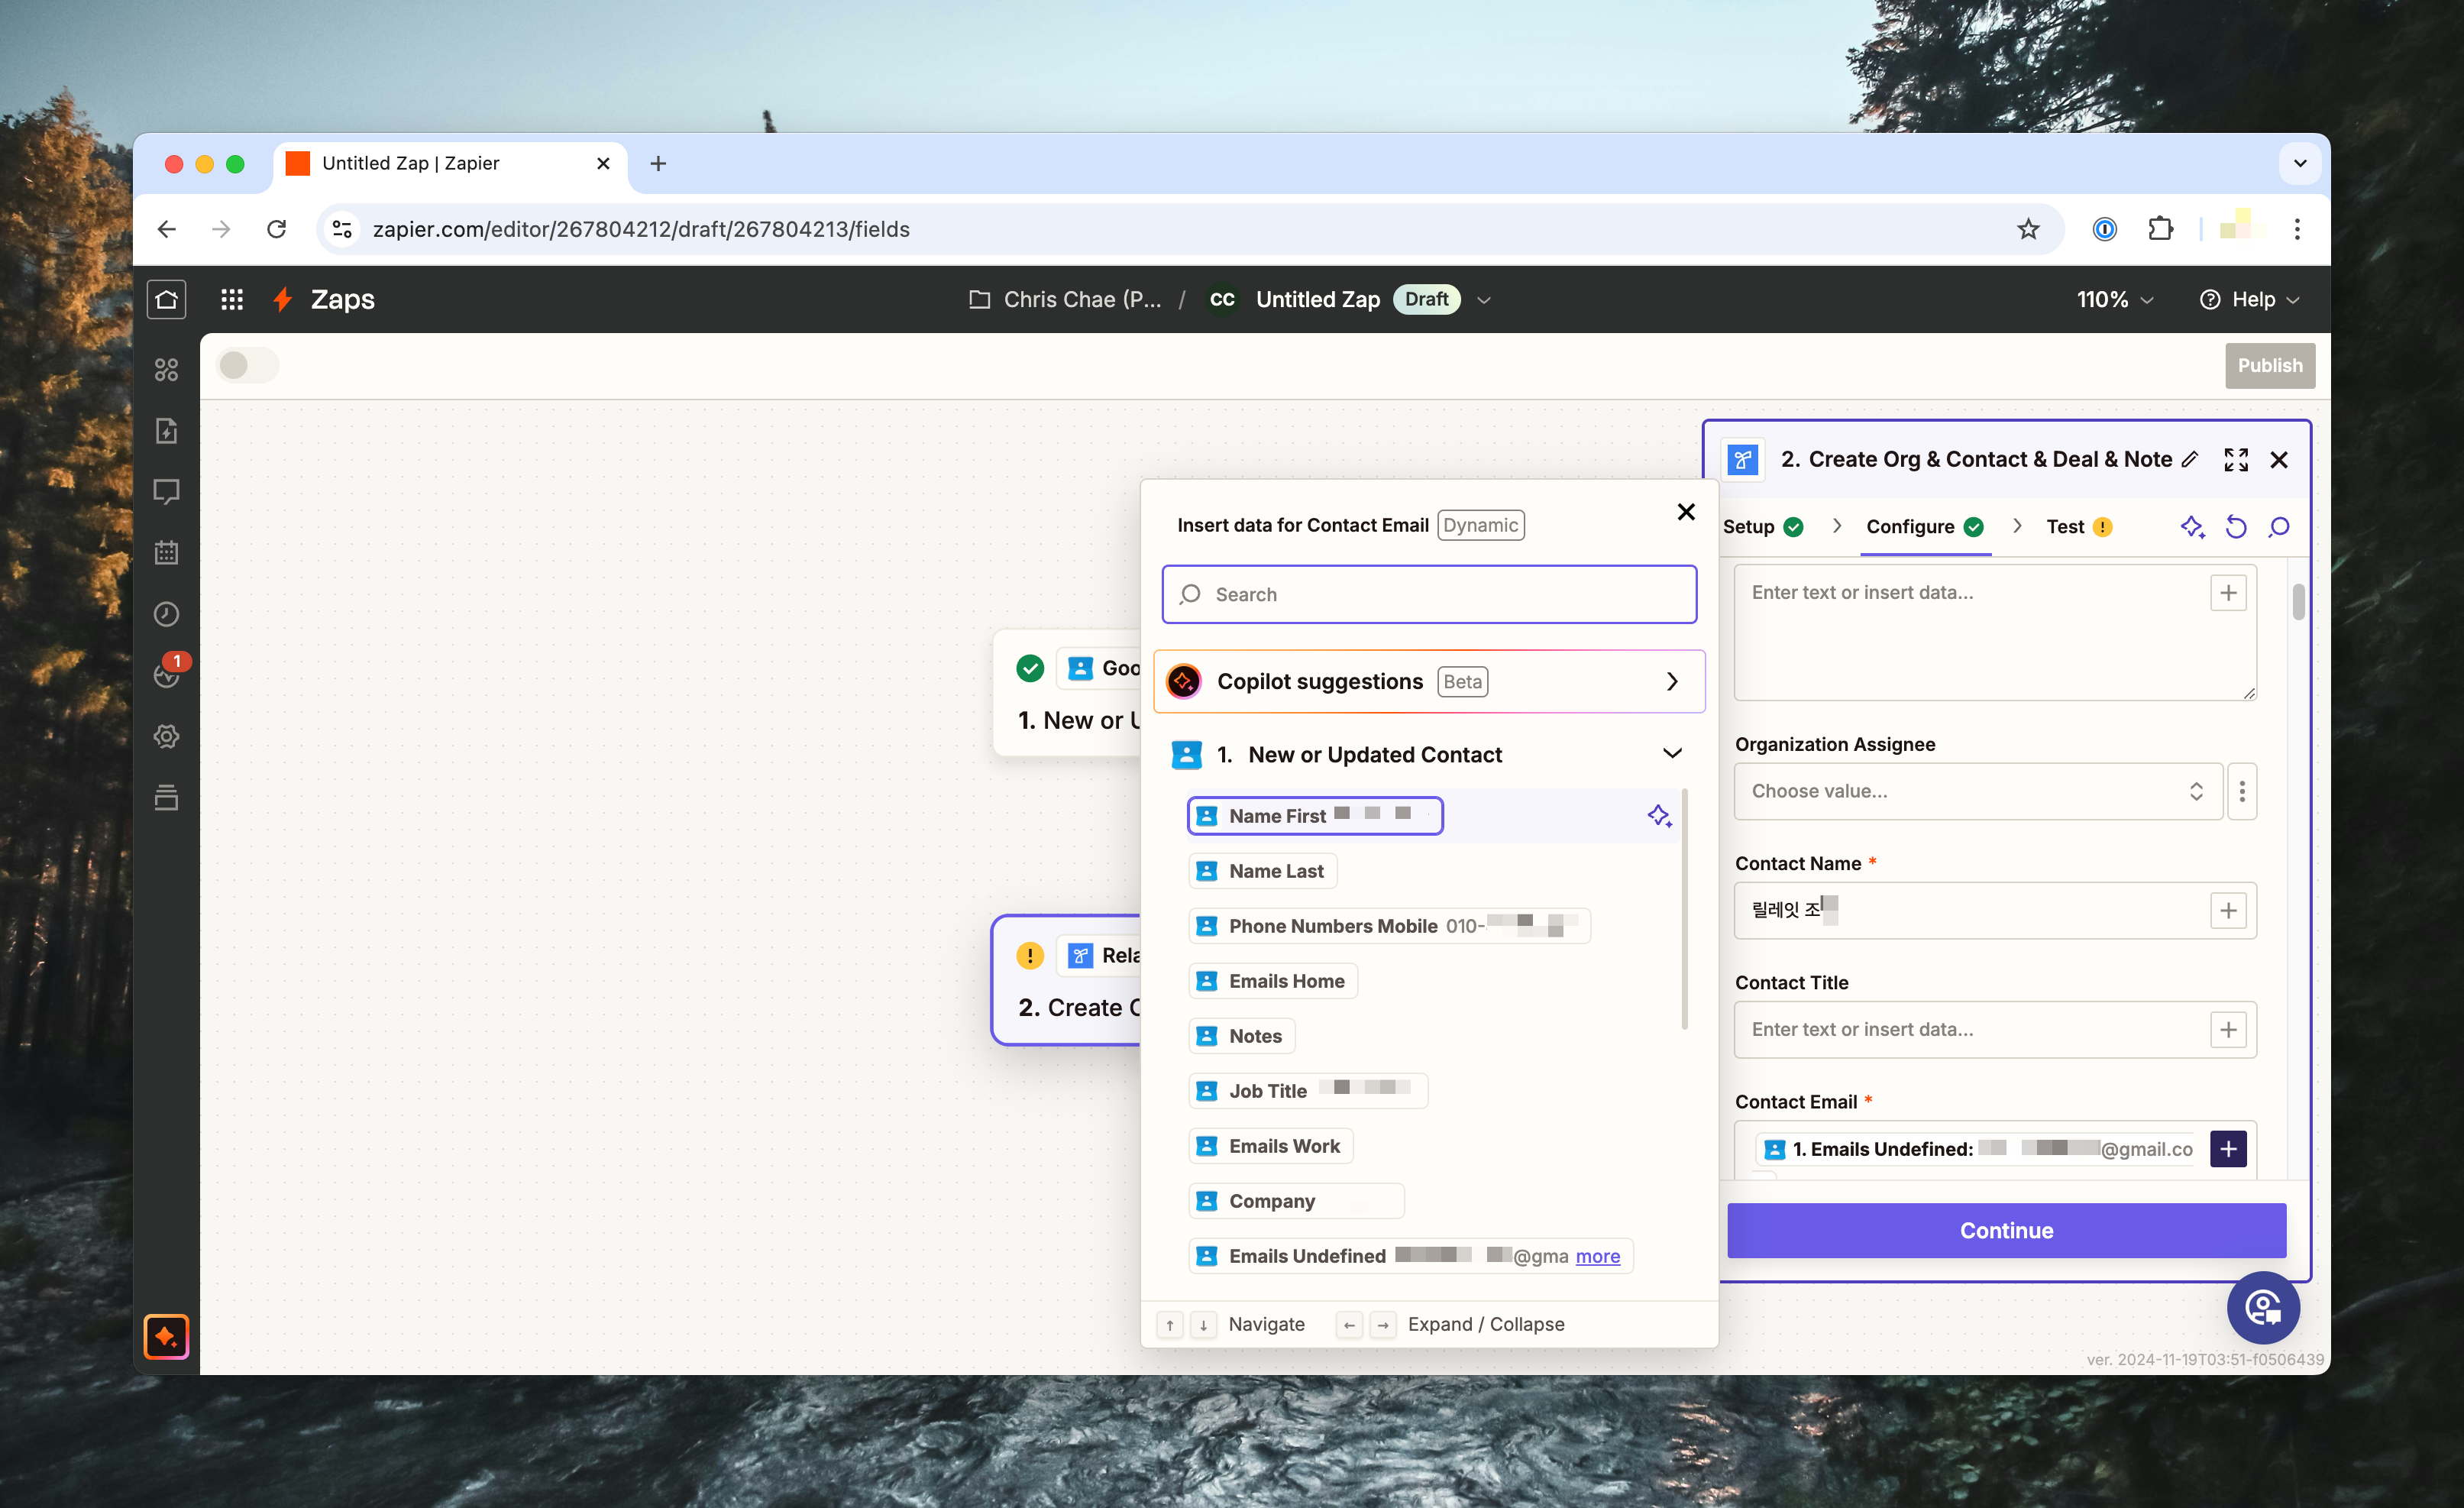 Untitled Zap | Zapier
zapier.com/editor/267804212/draft/267804213/fields
Zaps
Chris Chae (P... / CC Untitled Zap Draft
110%
Help
Publish
1
Goo
1. New or U
Rela
2. Create
Insert data for Contact Email Dynamic
Search
Copilot suggestions Beta
1. New or Updated Contact
Name First
Name Last
Phone Numbers Mobile 010-
Emails Home
Notes
Job Title
Emails Work
Company
Emails Undefined @gma more
↑ ↓ Navigate ← → Expand / Collapse
2. Create Org & Contact & Deal & Note
Setup > Configure > Test
Enter text or insert data...
Organization Assignee
Choose value...
Contact Name *
릴레잇 조
Contact Title
Enter text or insert data...
Contact Email *
1. Emails Undefined: @gmail.co
Continue
ver. 2024-11-19T03:51-f0506439